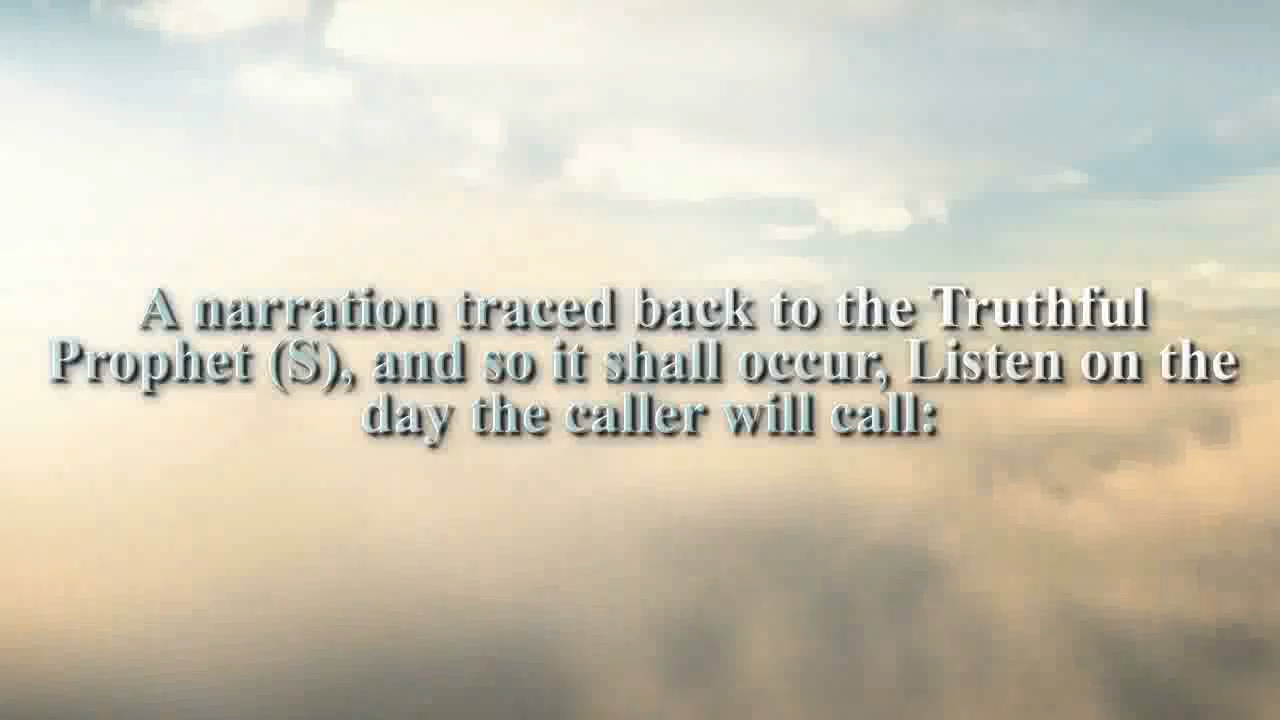 A narration traced back to the Truthful
Prophet (S), and so it shall occur, Listen on the
day the caller will call: